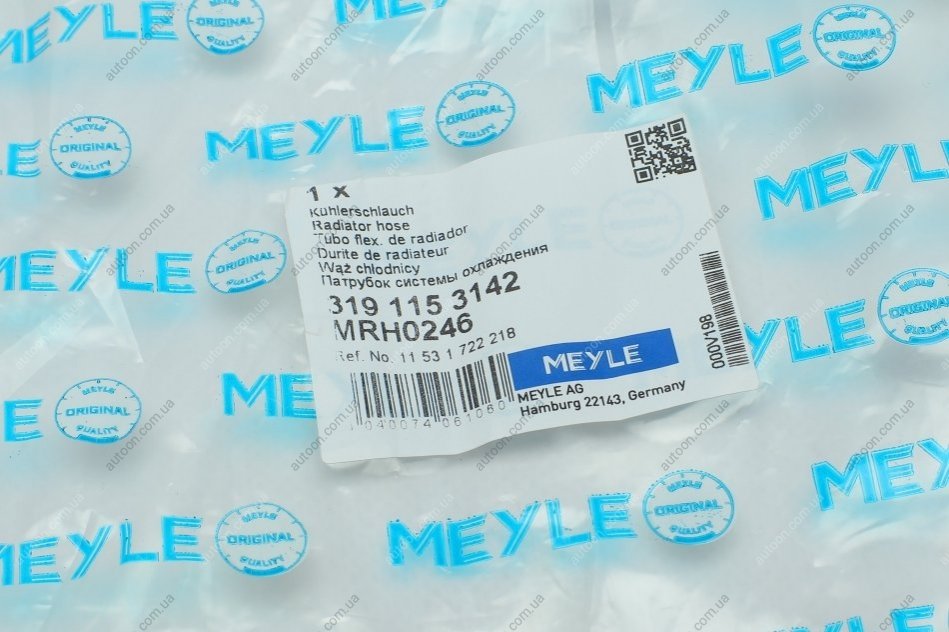 1 X
Kühlerschlauch
Radiator hose
Tubo flex. de radiador
Durite de radiateur
Wąż chłodnicy
Патрубок системы охлаждения
319 115 3142
MRH0246
Ref. No. 11 53 1 722 218
MEYLE
MEYLE AG
Hamburg 22143, Germany
000V198
MEYLE
MEYLE
ORIGINAL
QUALITY
autoon.com.ua